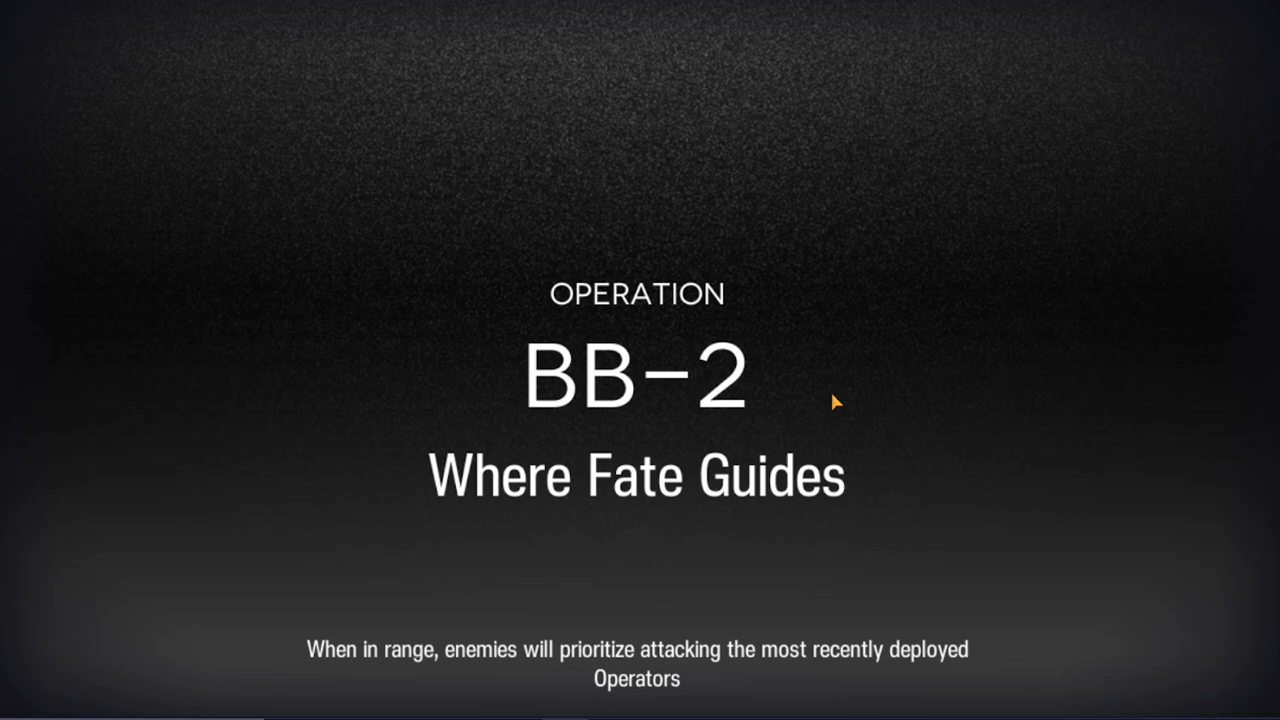 OPERATION
BB-2
Where Fate Guides
When in range, enemies will prioritize attacking the most recently deployed
Operators